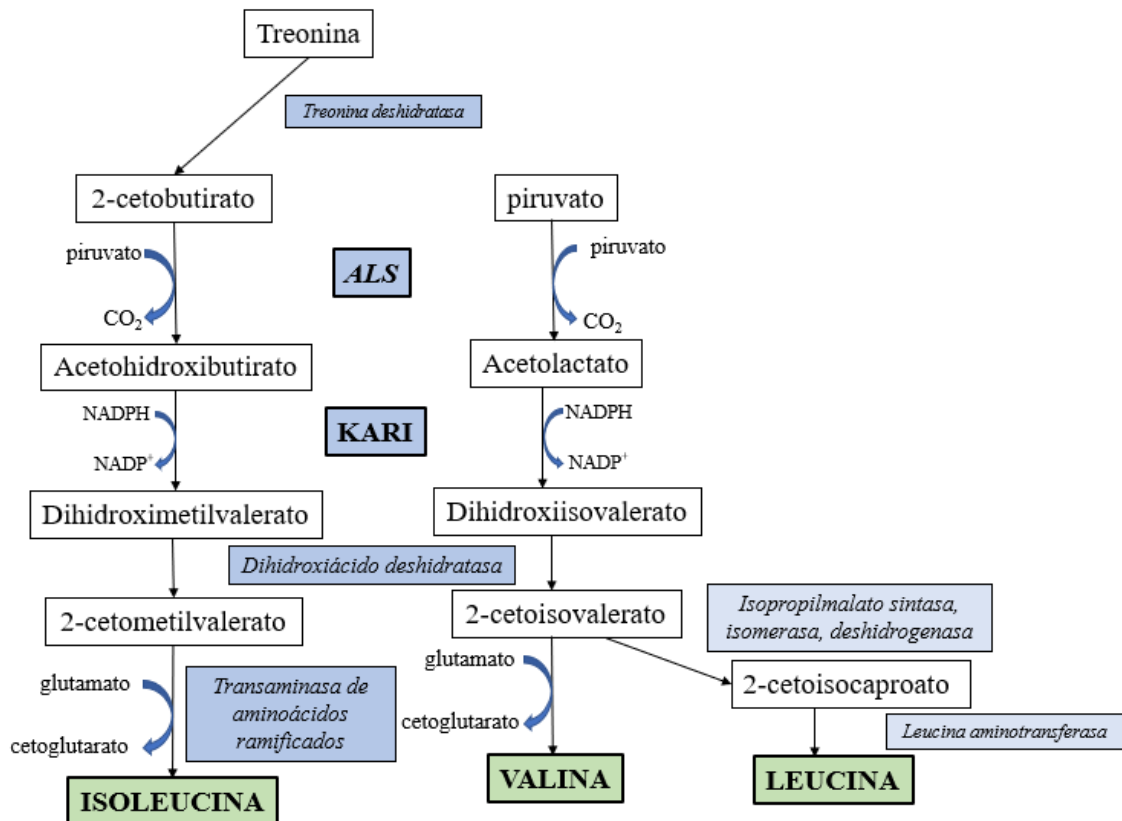 Treonina
Treonina deshidratasa
2-cetobutirato
piruvato
piruvato
ALS
piruvato
CO₂
CO₂
Acetohidroxibutirato
Acetolactato
NADPH
KARI
NADPH
NADP⁺
NADP⁺
Dihidroximetilvalerato
Dihidroxiisovalerato
Dihidroxiácido deshidratasa
2-cetometilvalerato
2-cetoisovalerato
Isopropilmalato sintasa,
isomerasa, deshidrogenasa
glutamato
Transaminasa de
aminoácidos
ramificados
glutamato
2-cetoisocaproato
cetoglutarato
cetoglutarato
Leucina aminotransferasa
ISOLEUCINA
VALINA
LEUCINA